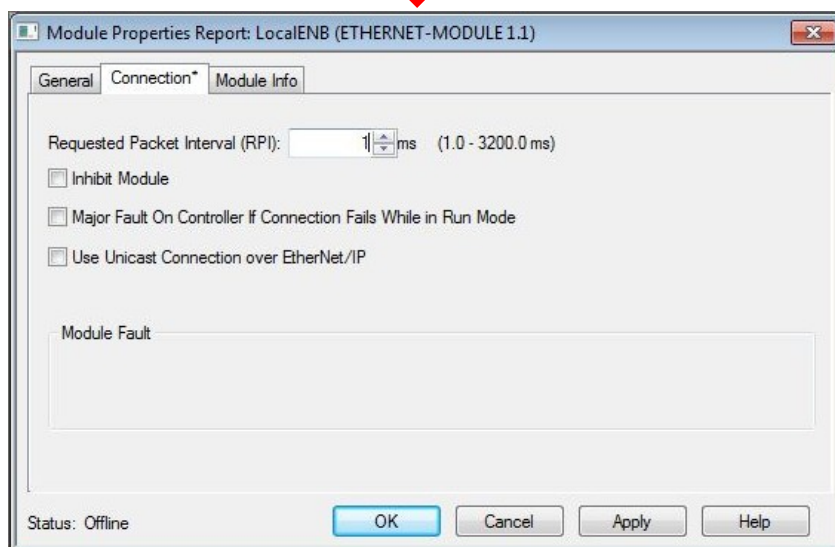 Module Properties Report: LocalENB (ETHERNET-MODULE 1.1)
General Connection* Module Info
Requested Packet Interval (RPI): 1 ms (1.0 - 3200.0 ms)
Inhibit Module
Major Fault On Controller If Connection Fails While in Run Mode
Use Unicast Connection over EtherNet/IP
Module Fault
Status: Offline OK Cancel Apply Help